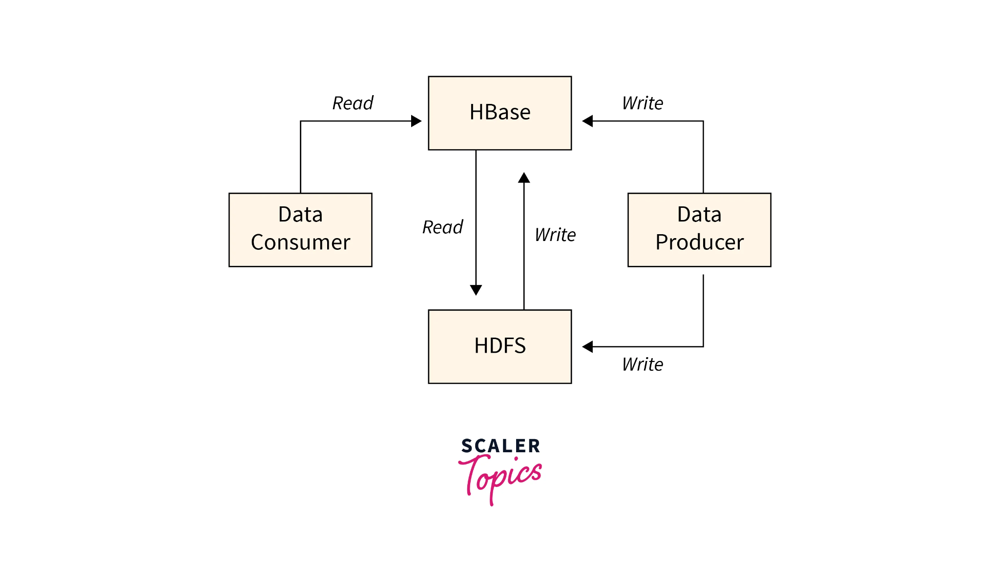 Read
HBase
Write
Data
Consumer
Read
Write
Data
Producer
HDFS
Write
SCALER
Topics